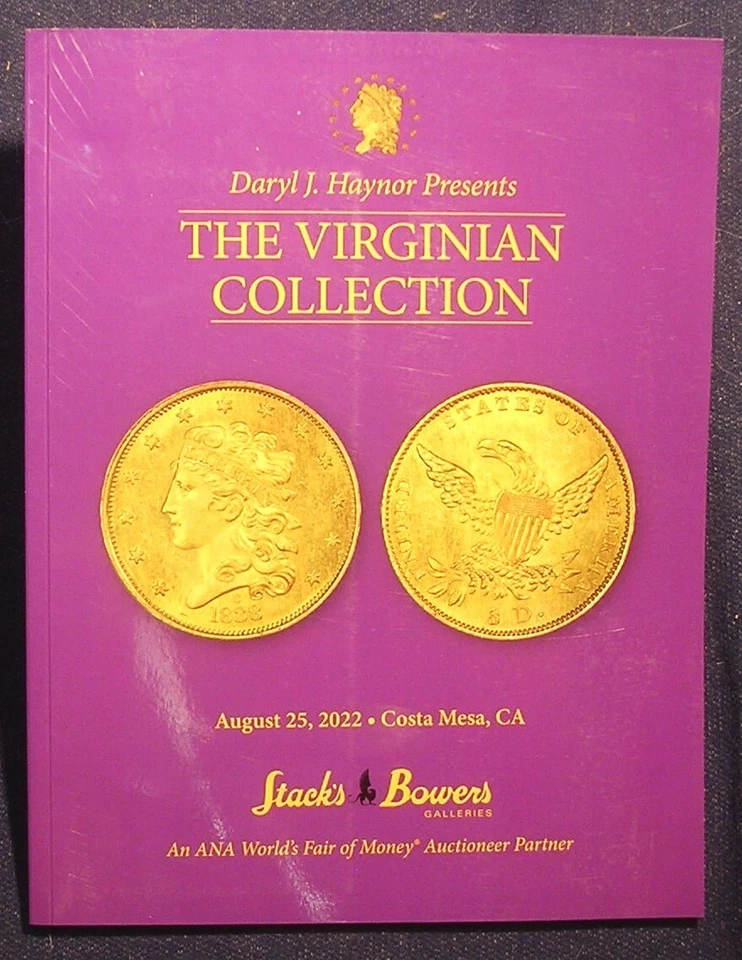 Daryl J. Haynor Presents
THE VIRGINIAN
COLLECTION
UNITED STATES OF AMERICA
1838
5 D.
August 25, 2022 • Costa Mesa, CA
Stack's Bowers
GALLERIES
An ANA World's Fair of Money® Auctioneer Partner